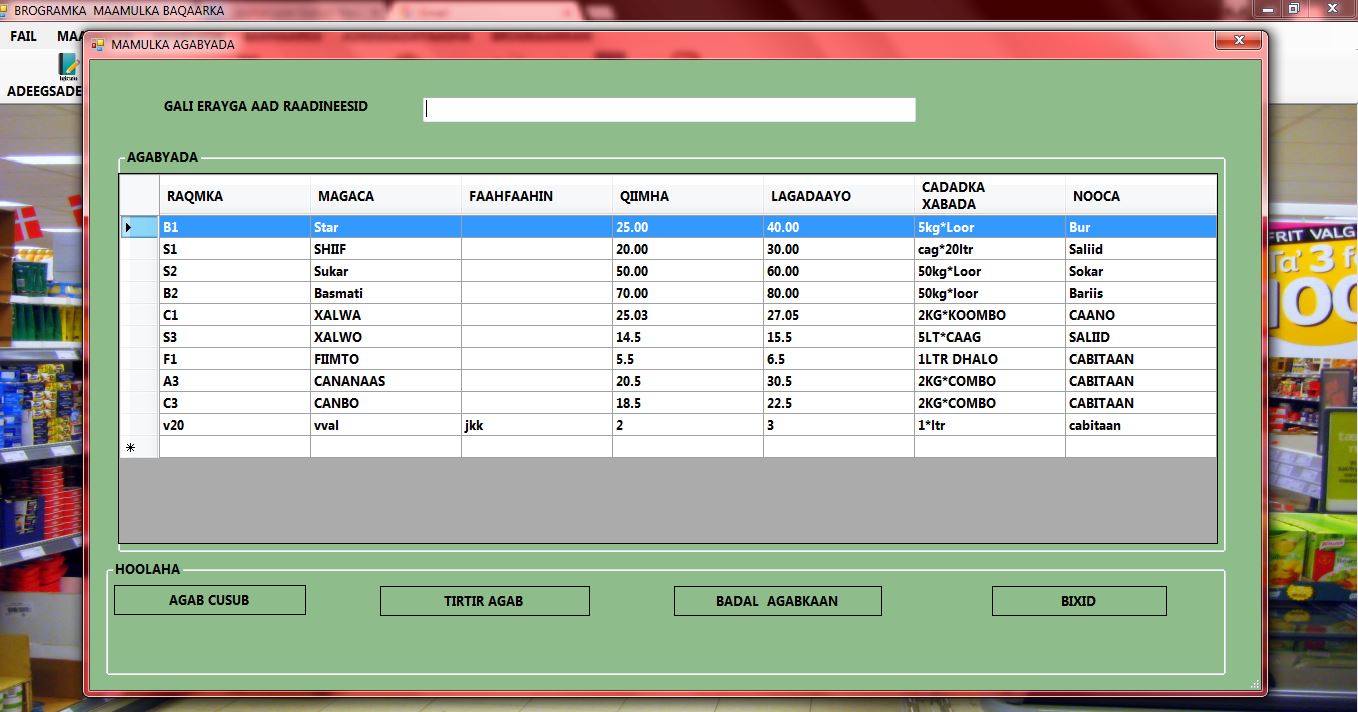 BROGRAMKA MAAMULKA BAQAARKA
FAIL MAA
ADEEGSADE
MAMULKA AGABYADA
GALI ERAYGA AAD RAADINEESID
AGABYADA
RAQMKA MAGACA FAAHFAAHIN QIIMHA LAGADAAYO CADADKA XABADA NOOCA
B1 Star 25.00 40.00 5kg*Loor Bur
S1 SHIIF 20.00 30.00 cag*20ltr Saliid
S2 Sukar 50.00 60.00 50kg*Loor Sokar
B2 Basmati 70.00 80.00 50kg*loor Bariis
C1 XALWA 25.03 27.05 2KG*KOOMBO CAANO
S3 XALWO 14.5 15.5 5LT*CAAG SALIID
F1 FIIMTO 5.5 6.5 1LTR DHALO CABITAAN
A3 CANANAAS 20.5 30.5 2KG*COMBO CABITAAN
C3 CANBO 18.5 22.5 2KG*COMBO CABITAAN
v20 vval jkk 2 3 1*ltr cabitaan
HOOLAHA
AGAB CUSUB TIRTIR AGAB BADAL AGABKAAN BIXID
FRIT VALG
Ta' 3 f